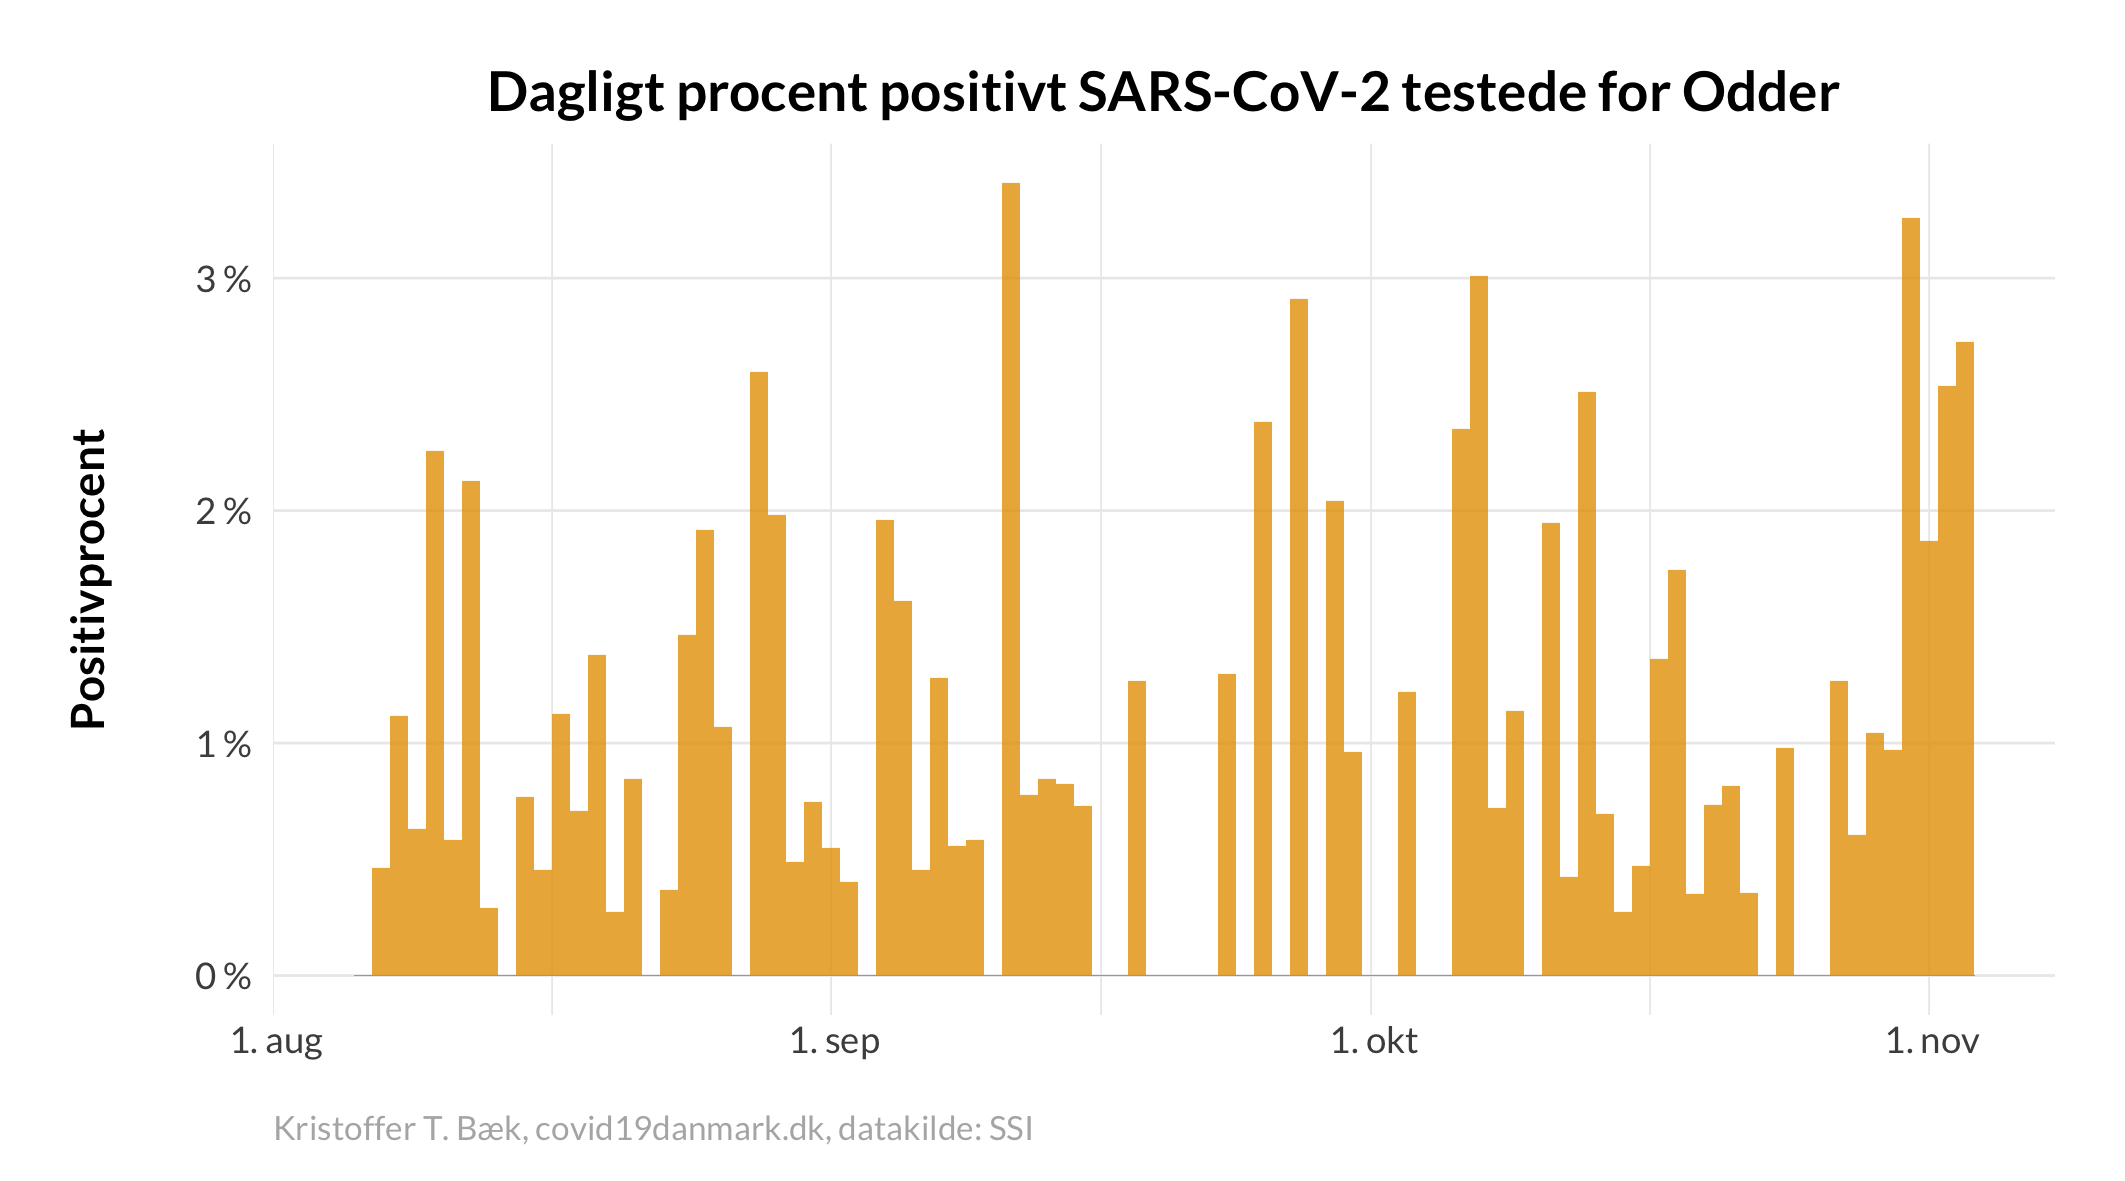 Dagligt procent positivt SARS-CoV-2 testede for Odder
Positivprocent
3 %
2 %
1 %
0 %
1. aug
1. sep
1. okt
1. nov
Kristoffer T. Bæk, covid19danmark.dk, datakilde: SSI